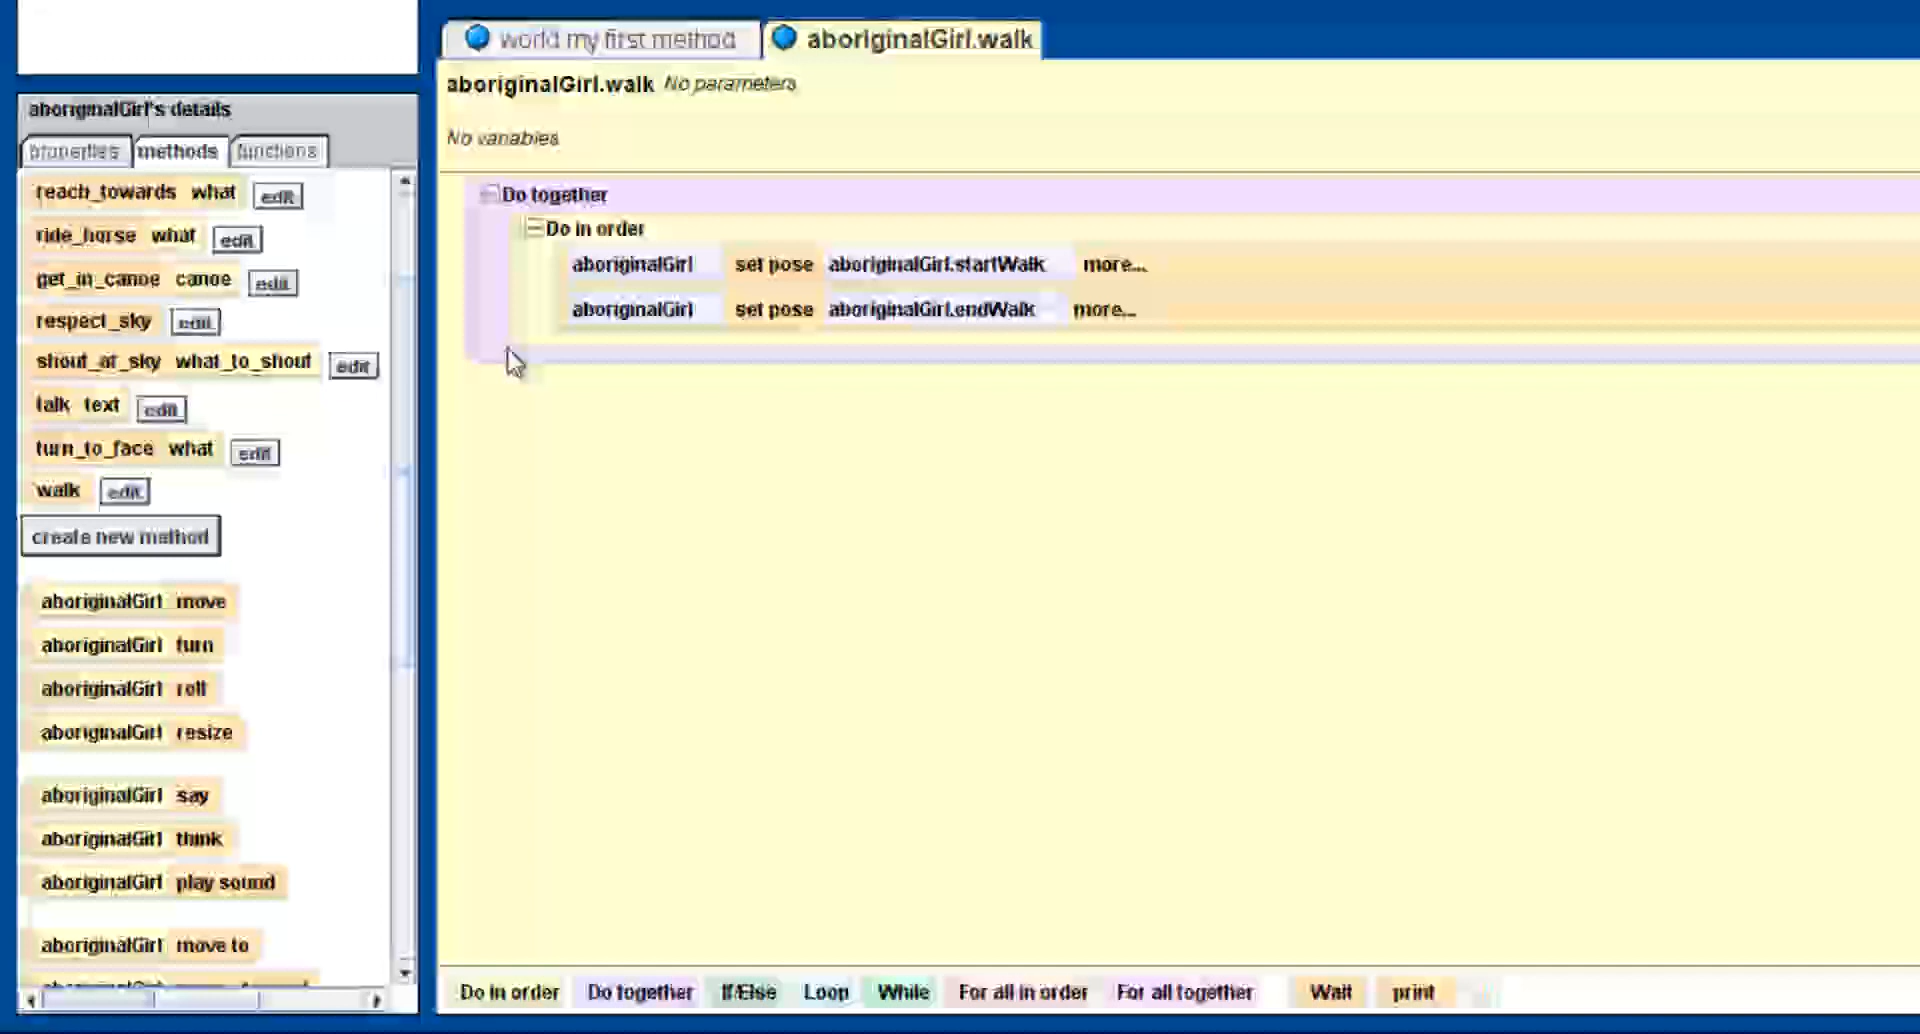 world my first method
aboriginalGirl.walk
aboriginalGirl.walk No parameters
No variables
aboriginalGirl's details
properties methods functions
reach_towards what edit
ride_horse what edit
get_in_canoe canoe edit
respect_sky edit
shout_at_sky what_to_shout edit
talk text edit
turn_to_face what edit
walk edit
create new method
aboriginalGirl move
aboriginalGirl turn
aboriginalGirl roll
aboriginalGirl resize
aboriginalGirl say
aboriginalGirl think
aboriginalGirl play sound
aboriginalGirl move to
Do together
Do in order
aboriginalGirl set pose aboriginalGirl.startWalk more...
aboriginalGirl set pose aboriginalGirl.endWalk more...
Do in order Do together If/Else Loop While For all in order For all together Wait print